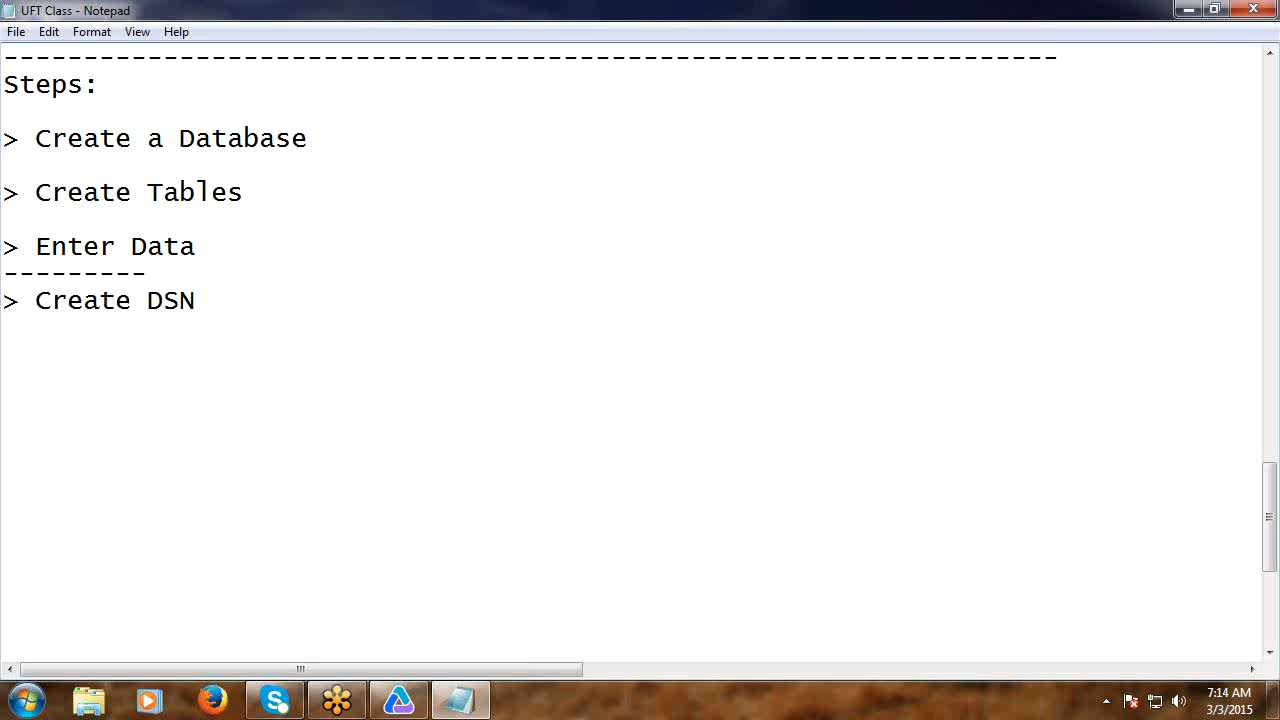 UFT Class - Notepad
File Edit Format View Help
-------------------------------------------------------------------
Steps:
> Create a Database
> Create Tables
> Enter Data
---------
> Create DSN
7:14 AM
3/3/2015